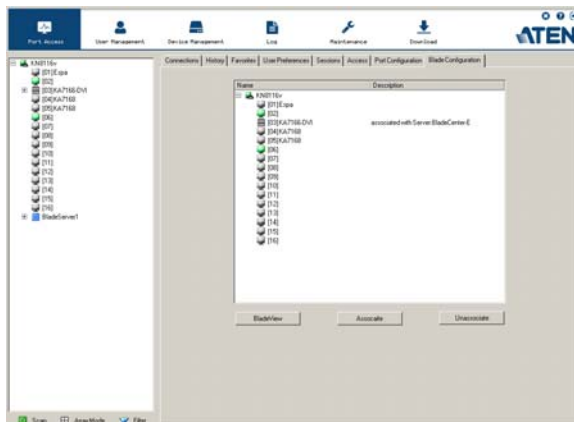 Port Access
User Management
Device Management
Log
Maintenance
Download
ATEN
KN8116v
[01]Espa
[02]
[03]KA7166-DVI
[04]KA7168
[05]KA7168
[06]
[07]
[08]
[09]
[10]
[11]
[12]
[13]
[14]
[15]
[16]
BladeServer1
Scan
Array Mode
Filter
Connections
History
Favorites
User Preferences
Sessions
Access
Port Configuration
Blade Configuration
Name
Description
KN8116v
[01]Espa
[02]
[03]KA7166-DVI
associated with Server:BladeCenter-E
[04]KA7168
[05]KA7168
[06]
[07]
[08]
[09]
[10]
[11]
[12]
[13]
[14]
[15]
[16]
BladeView
Associate
Unassociate